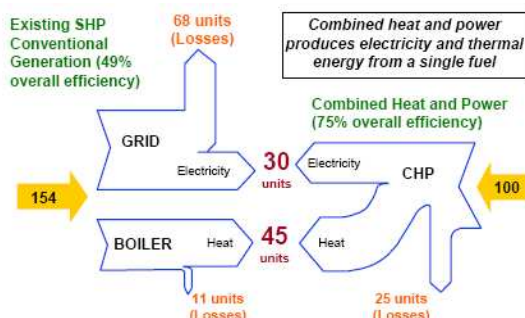 Existing SHP
Conventional
Generation (49%
overall efficiency)
68 units
(Losses)
Combined heat and power
produces electricity and thermal
energy from a single fuel
Combined Heat and Power
(75% overall efficiency)
GRID
Electricity
30
units
Electricity
CHP
154
100
BOILER
Heat
45
units
Heat
11 units
(Losses)
25 units
(Losses)